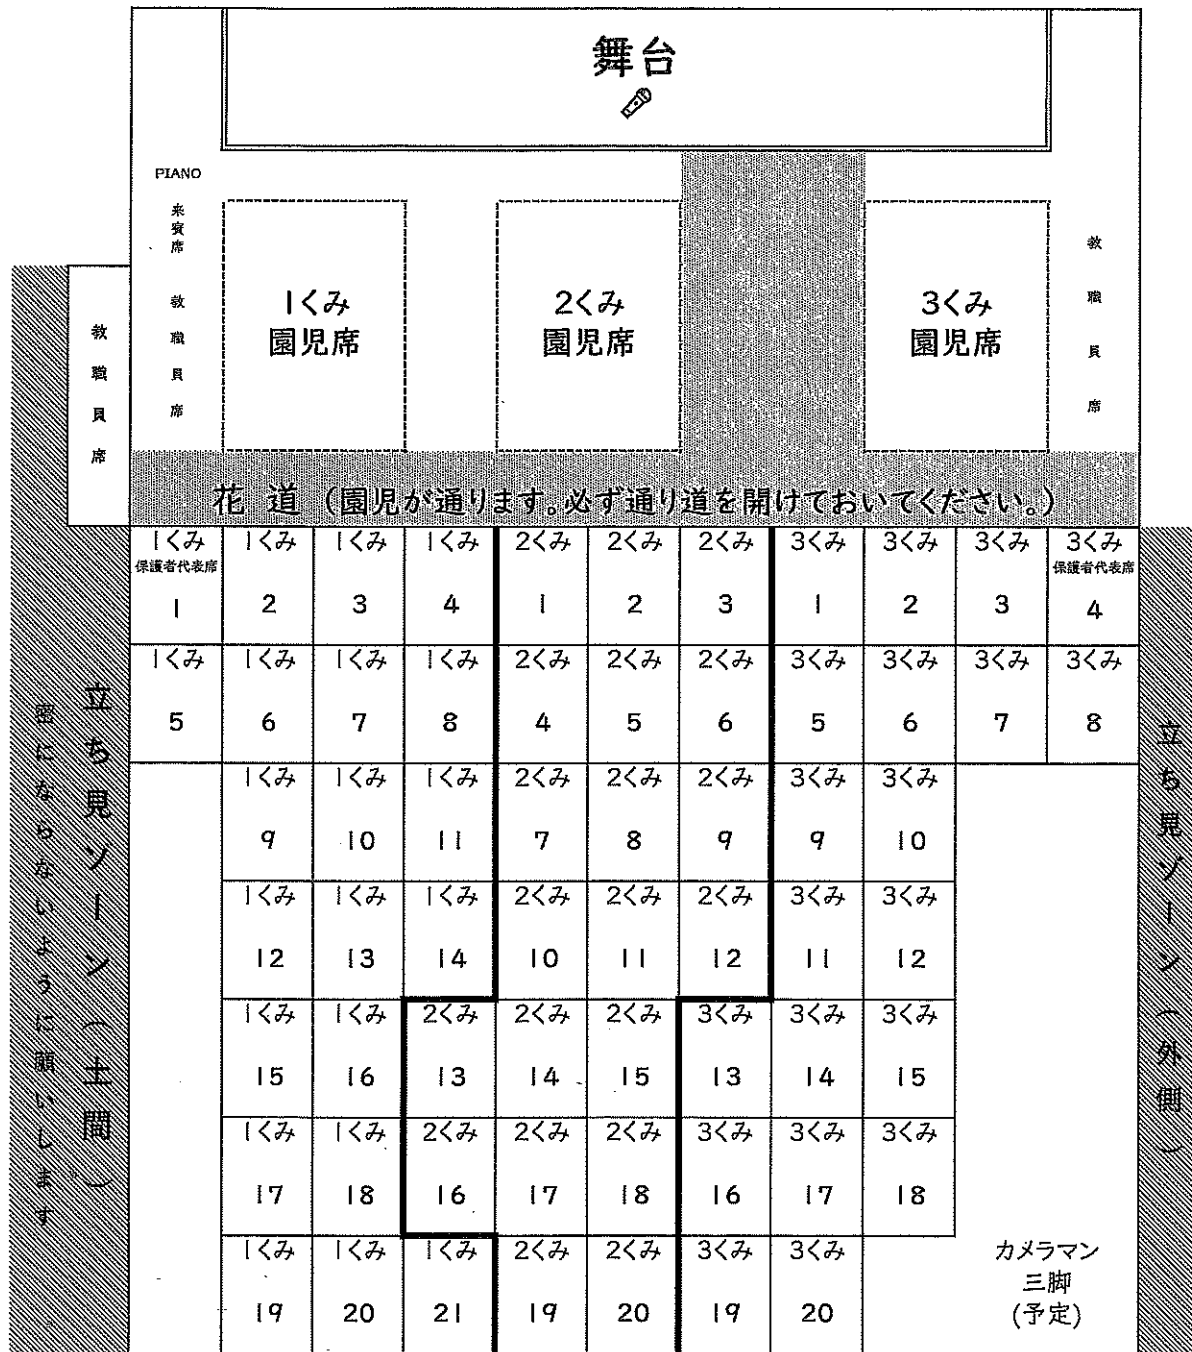 舞台
PIANO
来賓席
教職員席
教職員席
1くみ
園児席
2くみ
園児席
3くみ
園児席
教職員席
花道（園児が通ります。必ず通り道を開けておいてください。）
1くみ 1くみ 1くみ 1くみ 2くみ 2くみ 2くみ 3くみ 3くみ 3くみ 3くみ
保護者代表席 保護者代表席
1 2 3 4 1 2 3 1 2 3 4
1くみ 1くみ 1くみ 1くみ 2くみ 2くみ 2くみ 3くみ 3くみ 3くみ 3くみ
5 6 7 8 4 5 6 5 6 7 8
1くみ 1くみ 1くみ 2くみ 2くみ 2くみ 3くみ 3くみ
9 10 11 7 8 9 9 10
1くみ 1くみ 1くみ 2くみ 2くみ 2くみ 3くみ 3くみ
12 13 14 10 11 12 11 12
1くみ 1くみ 2くみ 2くみ 2くみ 3くみ 3くみ 3くみ
15 16 13 14 15 13 14 15
1くみ 1くみ 2くみ 2くみ 2くみ 3くみ 3くみ 3くみ
17 18 16 17 18 16 17 18
1くみ 1くみ 1くみ 2くみ 2くみ 3くみ 3くみ
19 20 21 19 20 19 20
立ち見ゾーン（土間）
密にならないように願いします
立ち見ゾーン（外側）
カメラマン
三脚
(予定)